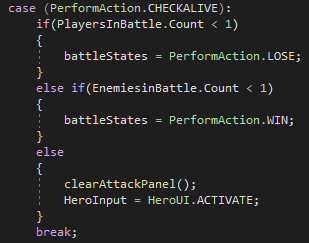 case (PerformAction.CHECKALIVE):
if(PlayersInBattle.Count < 1)
{
battleStates = PerformAction.LOSE;
}
else if(EnemiesinBattle.Count < 1)
{
battleStates = PerformAction.WIN;
}
else
{
clearAttackPanel();
HeroInput = HeroUI.ACTIVATE;
}
break;